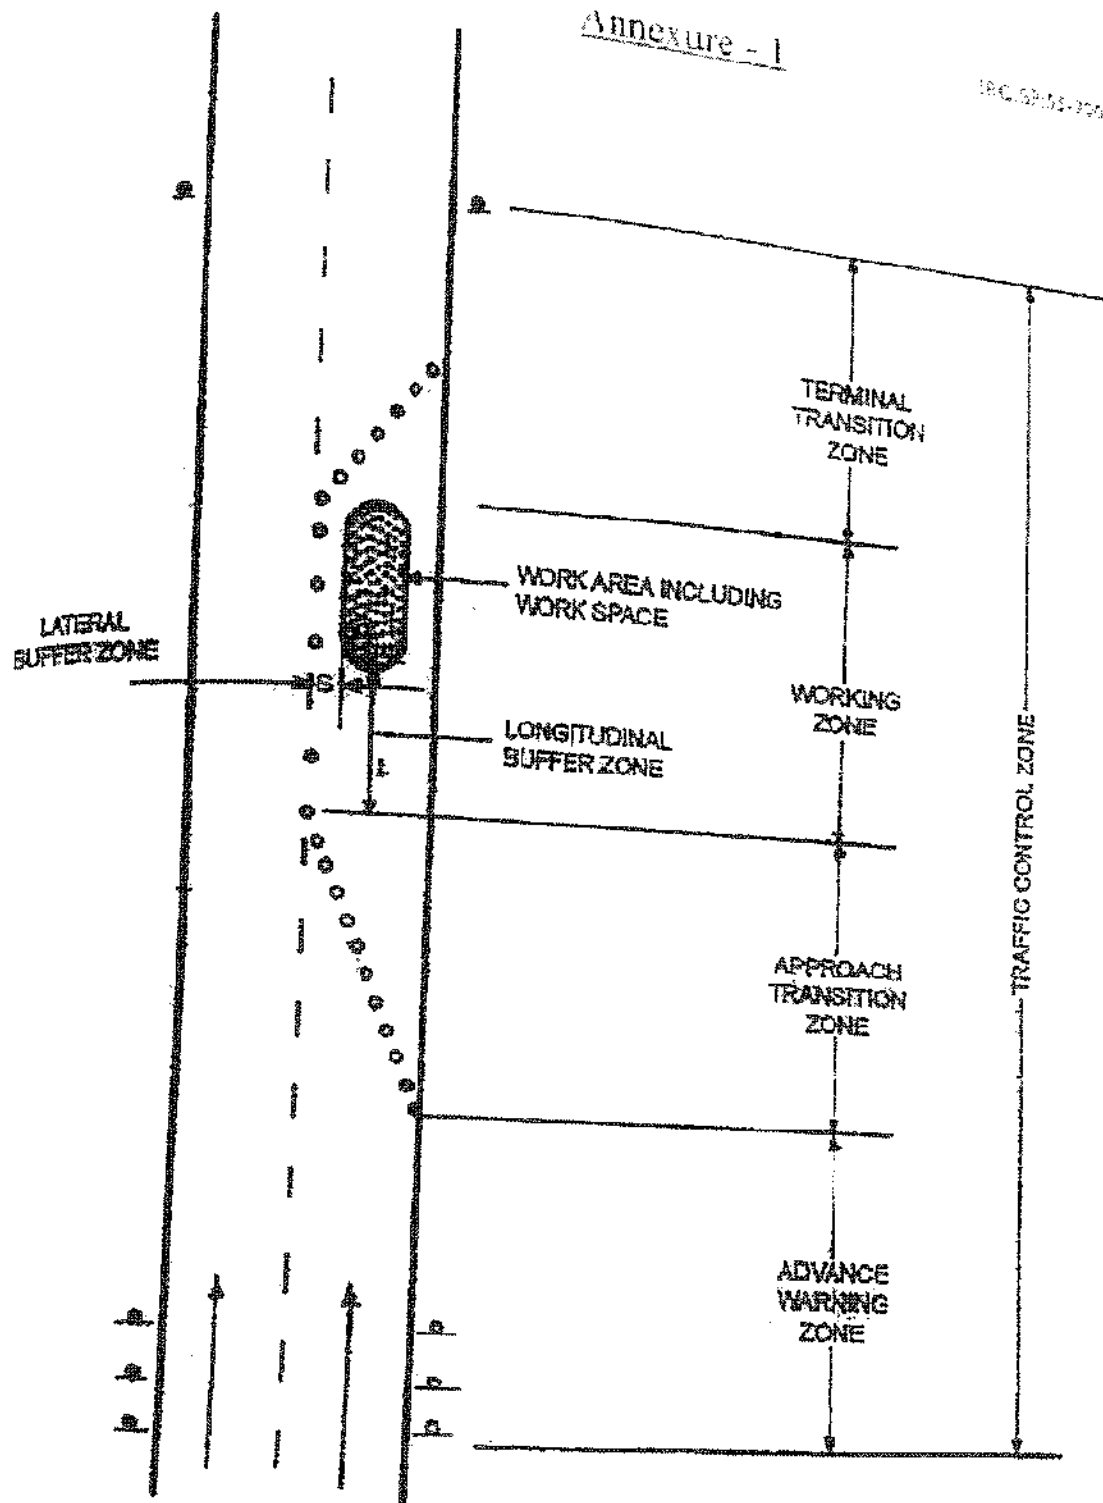 Annexure - 1
TERMINAL
TRANSITION
ZONE
WORK AREA INCLUDING
WORK SPACE
LATERAL
BUFFER ZONE
S
WORKING
ZONE
LONGITUDINAL
BUFFER ZONE
L
TRAFFIC CONTROL ZONE
APPROACH
TRANSITION
ZONE
ADVANCE
WARNING
ZONE